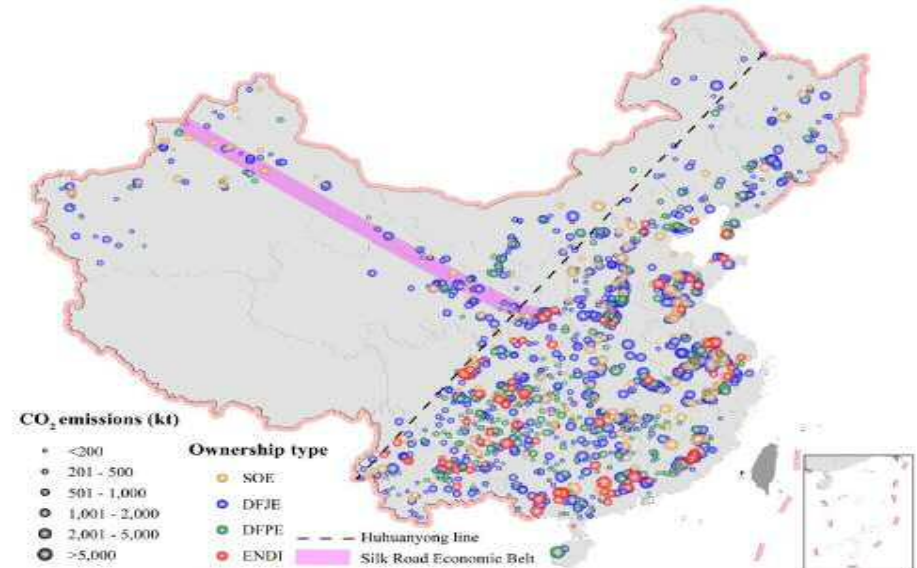 CO₂ emissions (kt)
<200
201 - 500
501 - 1,000
1,001 - 2,000
2,001 - 5,000
>5,000
Ownership type
SOE
DFJE
DFPE
ENDI
Huhuanyong line
Silk Road Economic Belt